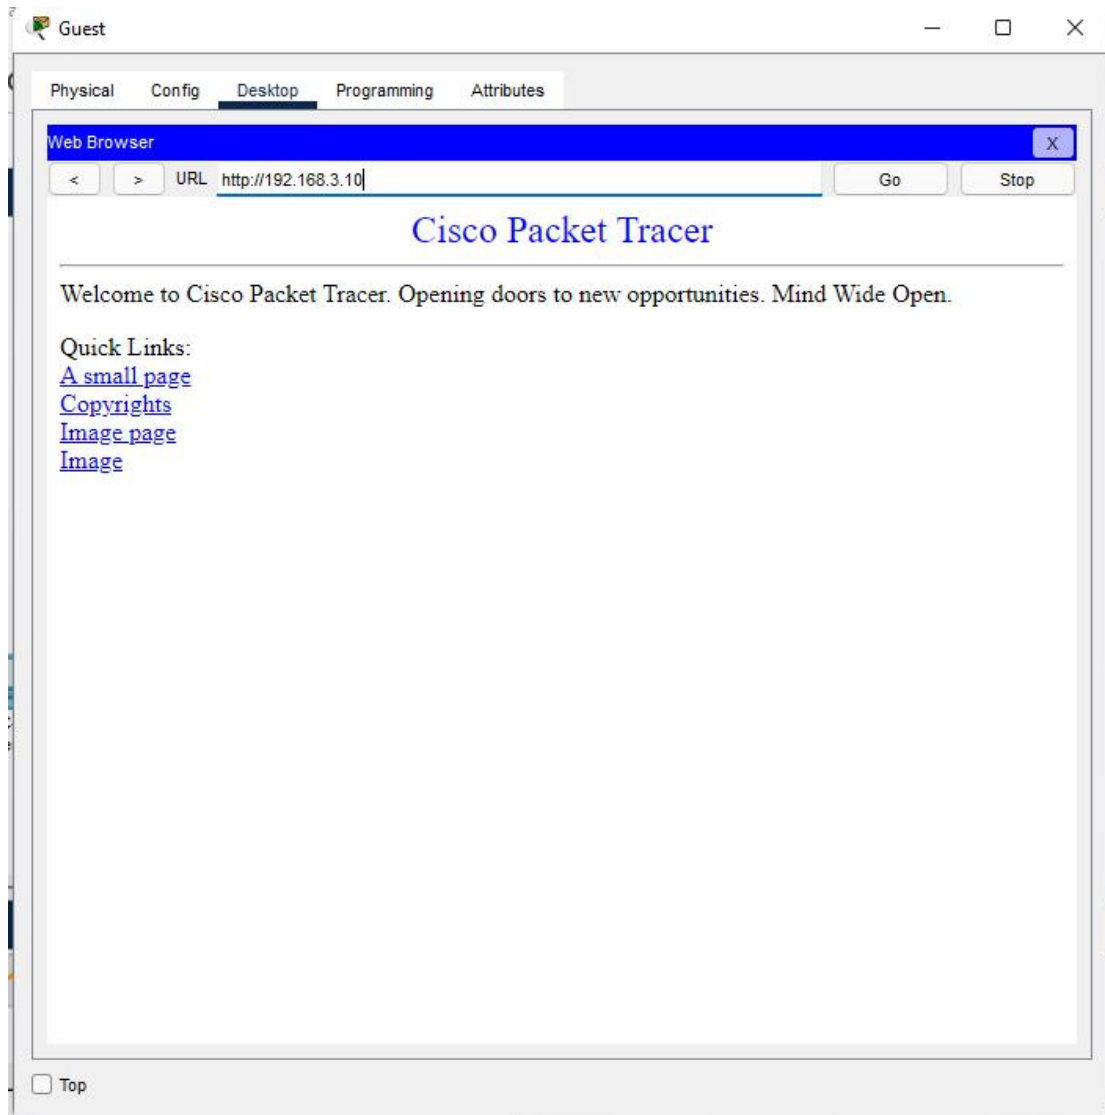 Guest
Physical Config Desktop Programming Attributes
Web Browser X
< > URL http://192.168.3.10 Go Stop
Cisco Packet Tracer
Welcome to Cisco Packet Tracer. Opening doors to new opportunities. Mind Wide Open.
Quick Links:
A small page
Copyrights
Image page
Image
Top